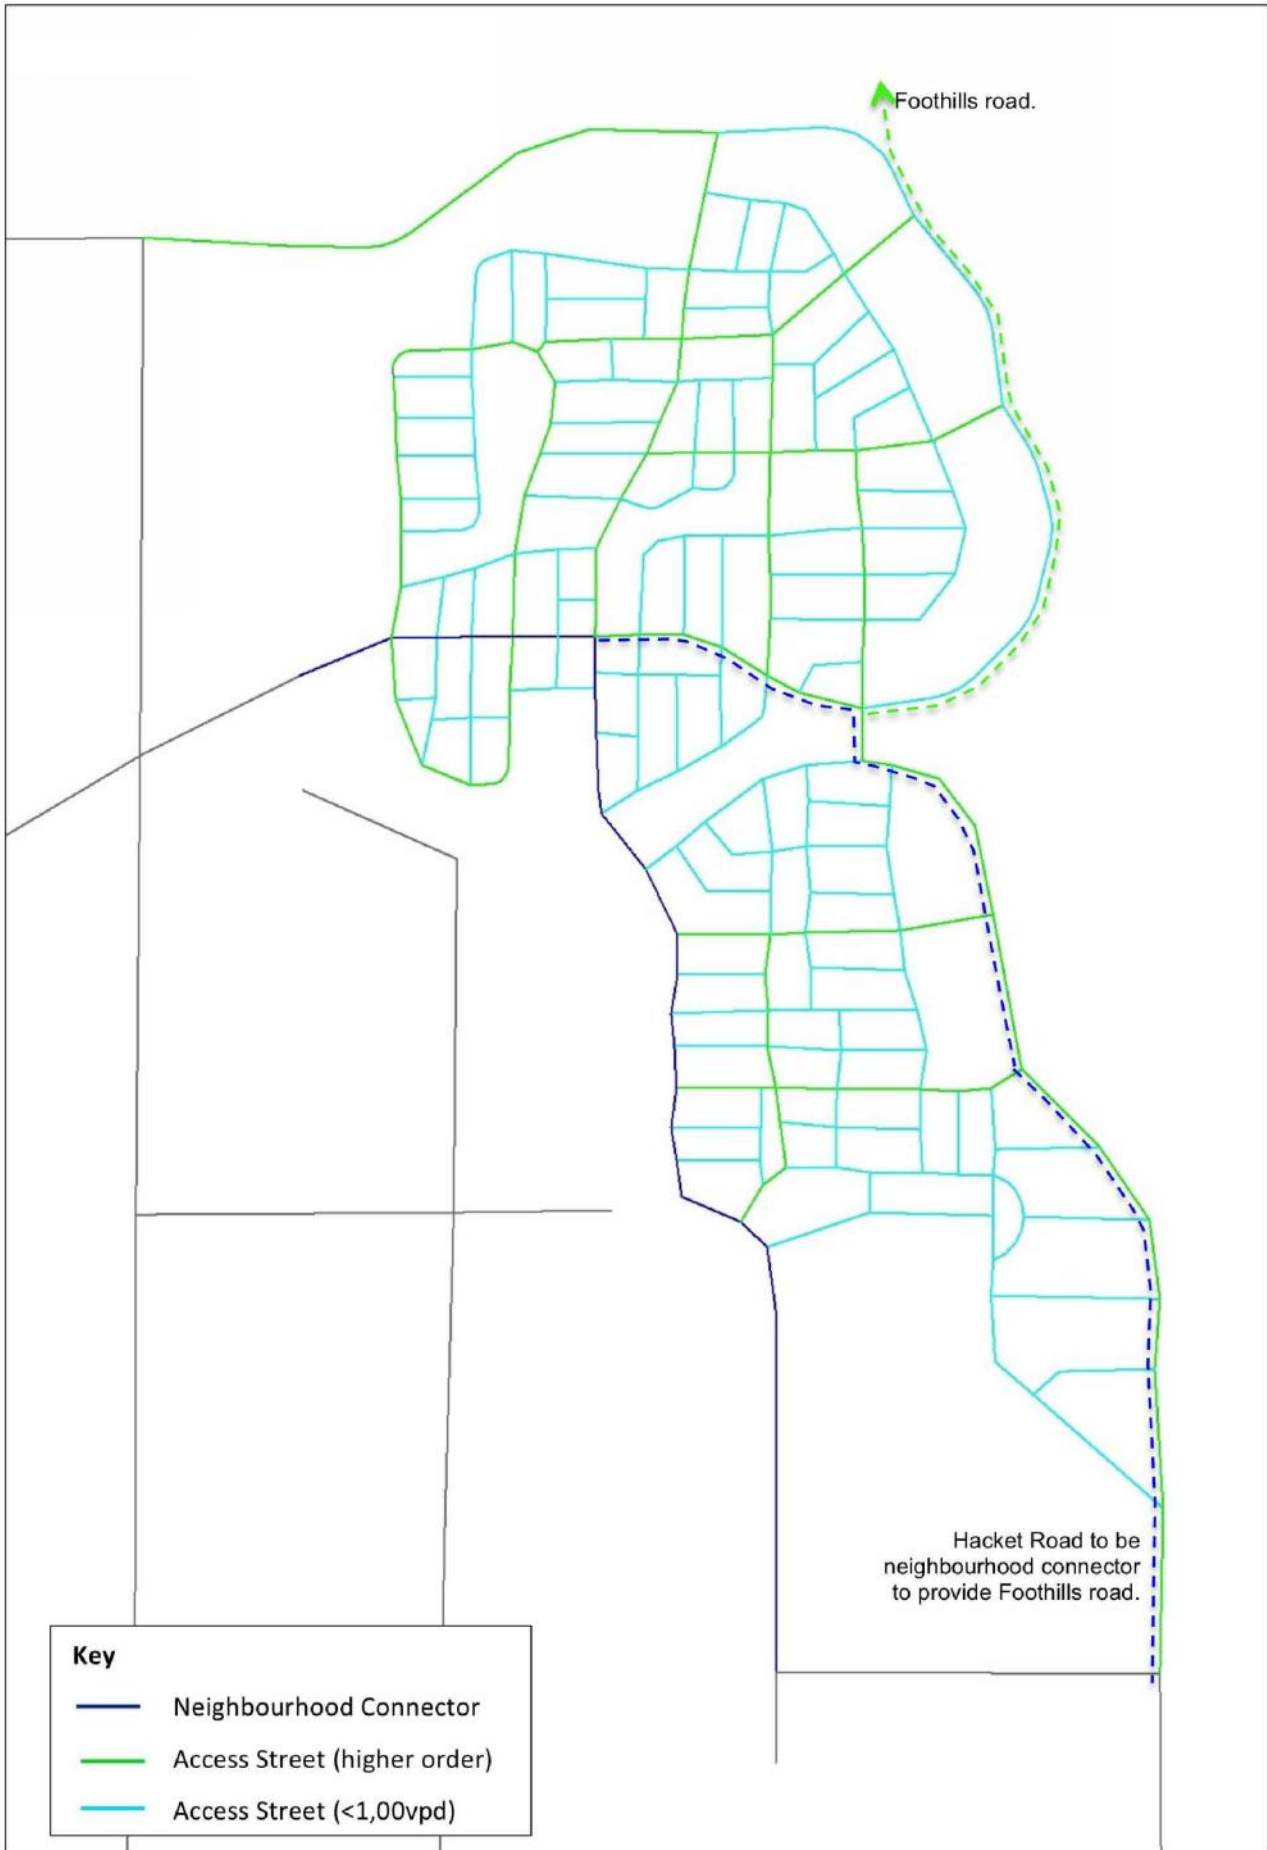 Foothills road.
Hacket Road to be
neighbourhood connector
to provide Foothills road.
Key
Neighbourhood Connector
Access Street (higher order)
Access Street (<1,00vpd)